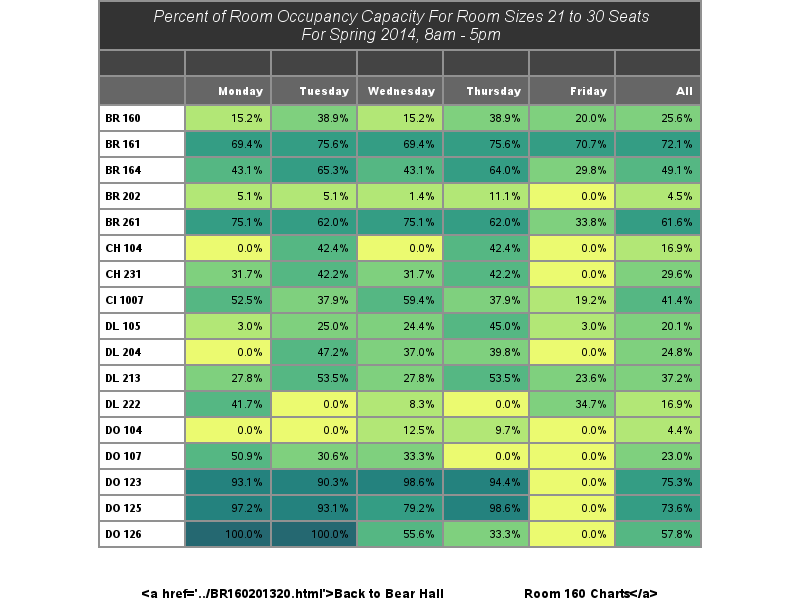 Percent of Room Occupancy Capacity For Room Sizes 21 to 30 Seats
For Spring 2014, 8am - 5pm
Monday Tuesday Wednesday Thursday Friday All
BR 160 15.2% 38.9% 15.2% 38.9% 20.0% 25.6%
BR 161 69.4% 75.6% 69.4% 75.6% 70.7% 72.1%
BR 164 43.1% 65.3% 43.1% 64.0% 29.8% 49.1%
BR 202 5.1% 5.1% 1.4% 11.1% 0.0% 4.5%
BR 261 75.1% 62.0% 75.1% 62.0% 33.8% 61.6%
CH 104 0.0% 42.4% 0.0% 42.4% 0.0% 16.9%
CH 231 31.7% 42.2% 31.7% 42.2% 0.0% 29.6%
CI 1007 52.5% 37.9% 59.4% 37.9% 19.2% 41.4%
DL 105 3.0% 25.0% 24.4% 45.0% 3.0% 20.1%
DL 204 0.0% 47.2% 37.0% 39.8% 0.0% 24.8%
DL 213 27.8% 53.5% 27.8% 53.5% 23.6% 37.2%
DL 222 41.7% 0.0% 8.3% 0.0% 34.7% 16.9%
DO 104 0.0% 0.0% 12.5% 9.7% 0.0% 4.4%
DO 107 50.9% 30.6% 33.3% 0.0% 0.0% 23.0%
DO 123 93.1% 90.3% 98.6% 94.4% 0.0% 75.3%
DO 125 97.2% 93.1% 79.2% 98.6% 0.0% 73.6%
DO 126 100.0% 100.0% 55.6% 33.3% 0.0% 57.8%
<a href='../BR160201320.html'>Back to Bear Hall Room 160 Charts</a>